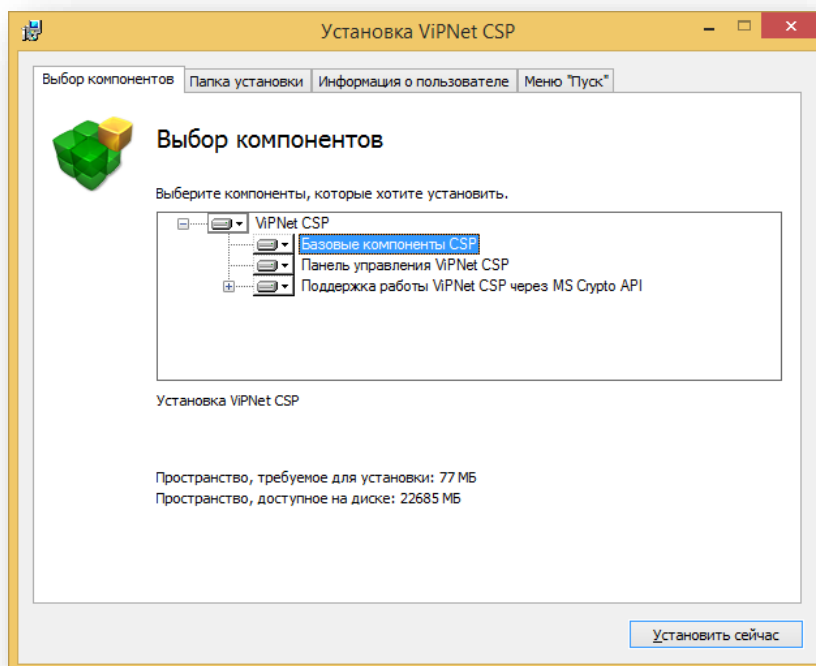 Установка ViPNet CSP
Выбор компонентов Папка установки Информация о пользователе Меню "Пуск"
Выбор компонентов
Выберите компоненты, которые хотите установить.
ViPNet CSP
Базовые компоненты CSP
Панель управления ViPNet CSP
Поддержка работы ViPNet CSP через MS Crypto API
Установка ViPNet CSP
Пространство, требуемое для установки: 77 МБ
Пространство, доступное на диске: 22685 МБ
Установить сейчас